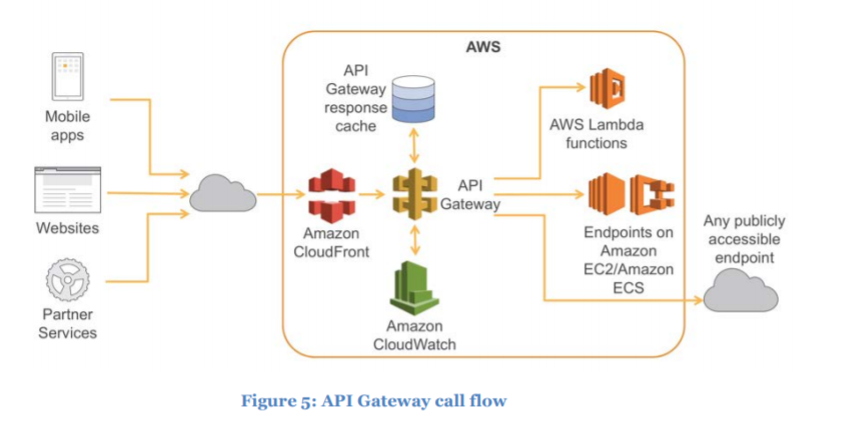 AWS
API
Gateway
response
cache
Mobile
apps
AWS Lambda
functions
Websites
API
Gateway
Amazon
CloudFront
Endpoints on
Amazon
EC2/Amazon
ECS
Any publicly
accessible
endpoint
Partner
Services
Amazon
CloudWatch
Figure 5: API Gateway call flow